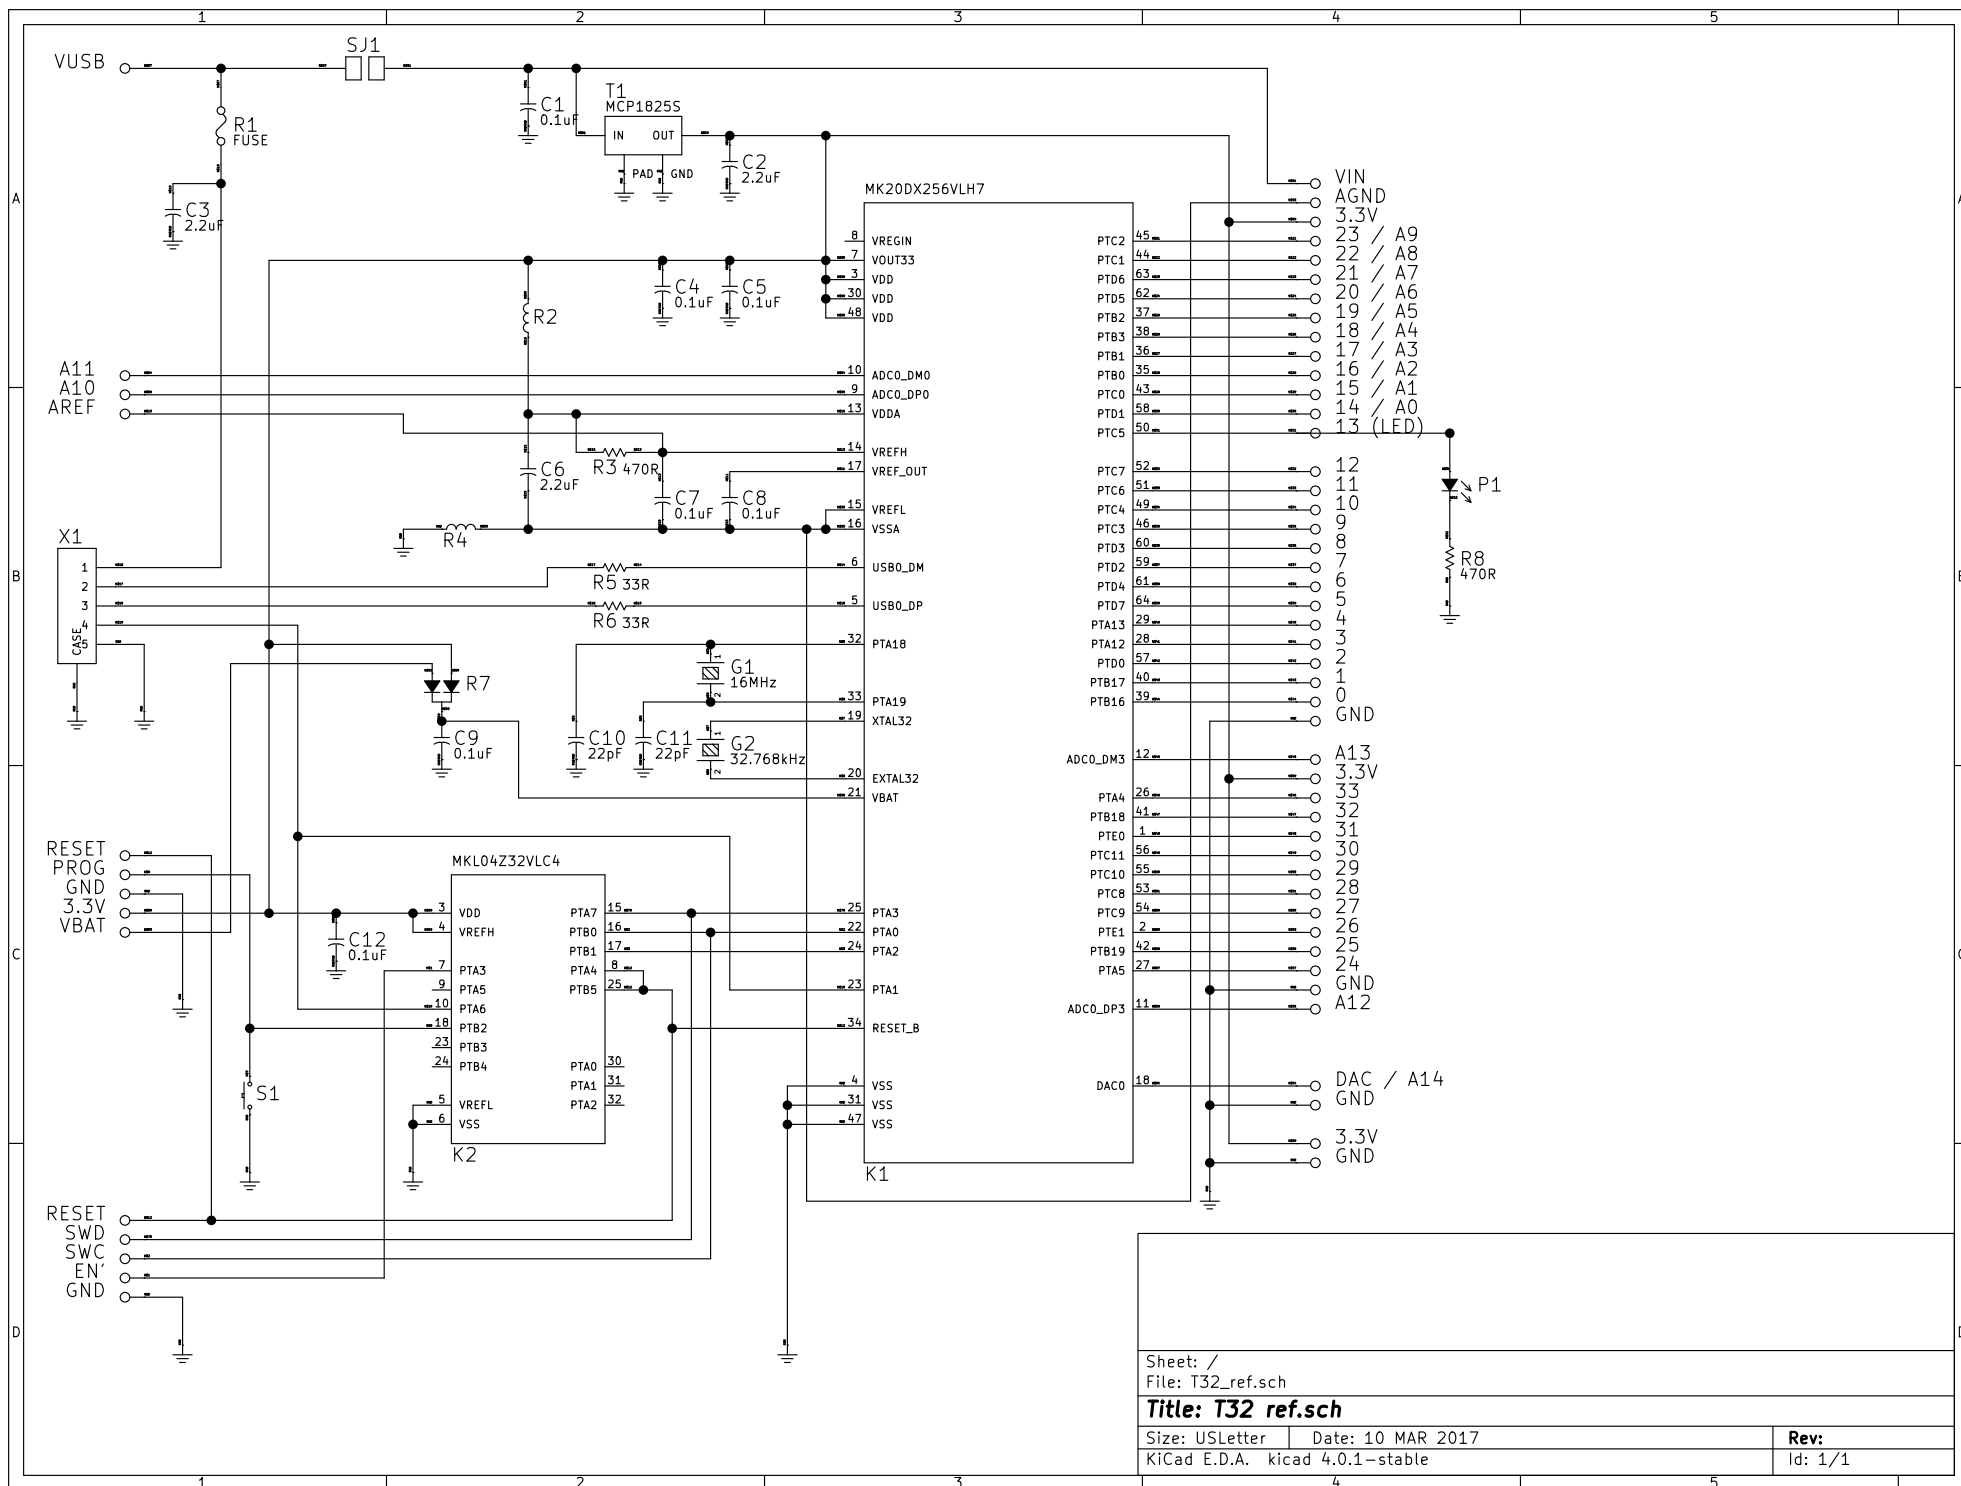 1 2 3 4 5
VUSB
SJ1
C1
0.1uF
T1
MCP1825S
IN OUT
PAD GND
R1
FUSE
C2
2.2uF
C3
2.2uF
MK20DX256VLH7
8 VREGIN
7 VOUT33
3 VDD
30 VDD
48 VDD
10 ADC0_DM0
9 ADC0_DP0
13 VDDA
14 VREFH
17 VREF_OUT
15 VREFL
16 VSSA
6 USB0_DM
5 USB0_DP
32 PTA18
33 PTA19
19 XTAL32
20 EXTAL32
21 VBAT
25 PTA3
22 PTA0
24 PTA2
23 PTA1
34 RESET_B
4 VSS
31 VSS
47 VSS
K1
VIN
AGND
3.3V
PTC2 45 23 / A9
PTC1 44 22 / A8
PTD6 63 21 / A7
PTD5 62 20 / A6
PTB2 37 19 / A5
PTB3 38 18 / A4
PTB1 36 17 / A3
PTB0 35 16 / A2
PTC0 43 15 / A1
PTD1 58 14 / A0
PTC5 50 13 (LED)
PTC7 52 12
PTC6 51 11
PTC4 49 10
PTC3 46 9
PTD3 60 8
PTD2 59 7
PTD4 61 6
PTD7 64 5
PTA13 29 4
PTA12 28 3
PTD0 57 2
PTB17 40 1
PTB16 39 0
GND
ADC0_DM3 12 A13
3.3V
PTA4 26 33
PTB18 41 32
PTE0 1 31
PTC11 56 30
PTC10 55 29
PTC8 53 28
PTC9 54 27
PTE1 2 26
PTB19 42 25
PTA5 27 24
GND
ADC0_DP3 11 A12
DAC0 18 DAC / A14
GND
3.3V
GND
P1
R8
470R
C4
0.1uF
C5
0.1uF
R2
A11
A10
AREF
R3 470R
C6
2.2uF
C7
0.1uF
C8
0.1uF
R4
X1
1
2
3
4
5
CASE
R5 33R
R6 33R
R7
C9
0.1uF
G1
16MHz
1
2
C10
22pF
C11
22pF
G2
32.768kHz
1
2
RESET
PROG
GND
3.3V
VBAT
C12
0.1uF
MKL04Z32VLC4
3 VDD
4 VREFH
7 PTA3
9 PTA5
10 PTA6
18 PTB2
23 PTB3
24 PTB4
5 VREFL
6 VSS
PTA7 15
PTB0 16
PTB1 17
PTA4 8
PTB5 25
PTA0 30
PTA1 31
PTA2 32
K2
S1
RESET
SWD
SWC
EN´
GND
A
B
C
D
Sheet: /
File: T32_ref.sch
Title: T32 ref.sch
Size: USLetter Date: 10 MAR 2017 Rev:
KiCad E.D.A. kicad 4.0.1-stable Id: 1/1
1 2 3 4 5